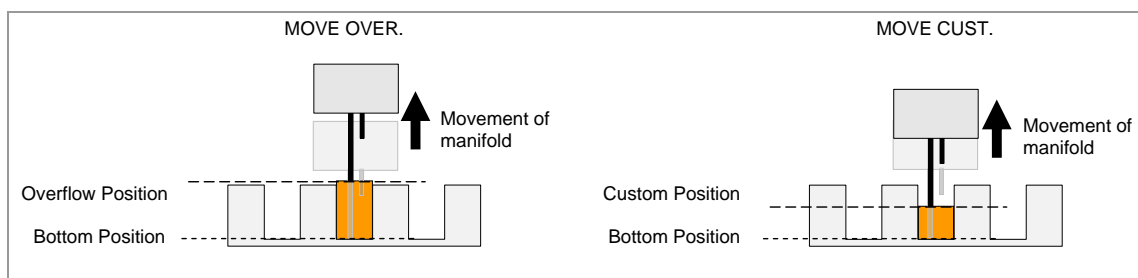 MOVE OVER.
Movement of
manifold
Overflow Position
Bottom Position
MOVE CUST.
Movement of
manifold
Custom Position
Bottom Position